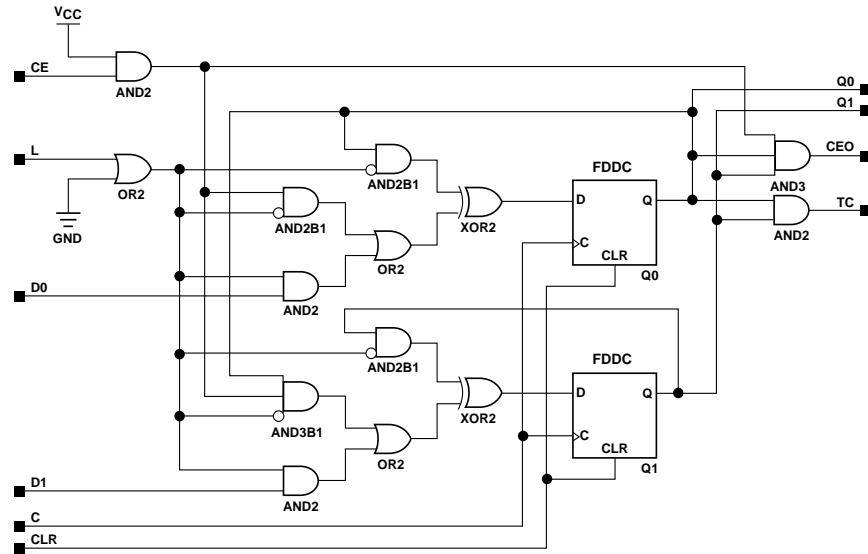 VCC
CE
AND2
Q0
Q1
L
OR2
GND
AND2B1
AND2B1
XOR2
OR2
FDDC
D
Q
C
CLR
Q0
CEO
AND3
TC
AND2
D0
AND2
AND2B1
XOR2
FDDC
D
Q
C
CLR
Q1
AND3B1
OR2
D1
AND2
C
CLR